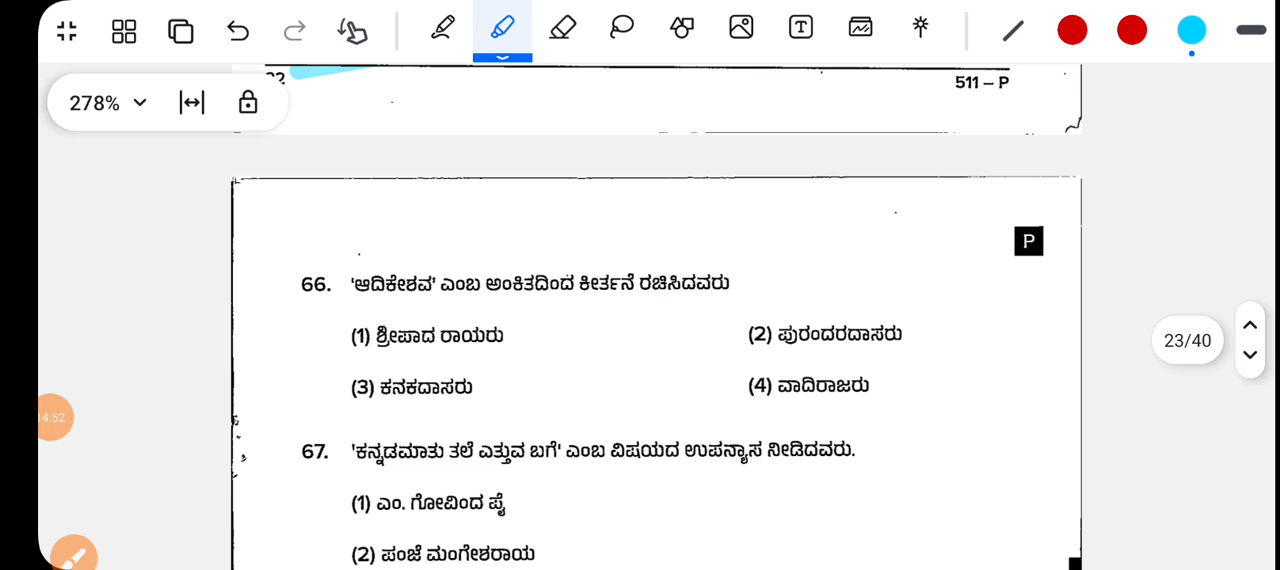 278%
511 – P
P
66. 'ಆದಿಕೇಶವ' ಎಂಬ ಅಂಕಿತದಿಂದ ಕೀರ್ತನೆ ರಚಿಸಿದವರು
(1) ಶ್ರೀಪಾದ ರಾಯರು (2) ಪುರಂದರದಾಸರು
23/40
(3) ಕನಕದಾಸರು (4) ವಾದಿರಾಜರು
14:52
67. 'ಕನ್ನಡಮಾತು ತಲೆ ಎತ್ತುವ ಬಗೆ' ಎಂಬ ವಿಷಯದ ಉಪನ್ಯಾಸ ನೀಡಿದವರು.
(1) ಎಂ. ಗೋವಿಂದ ಪೈ
(2) ಪಂಜೆ ಮಂಗೇಶರಾಯ